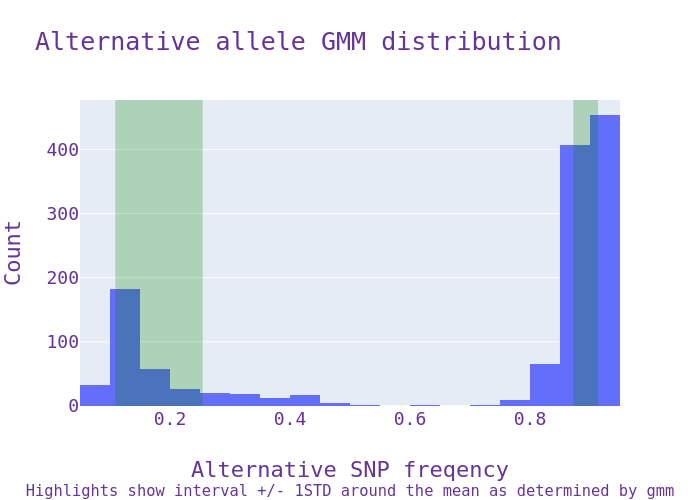 Alternative allele GMM distribution
Count
400
300
200
100
0
0.2
0.4
0.6
0.8
Alternative SNP freqency
Highlights show interval +/- 1STD around the mean as determined by gmm